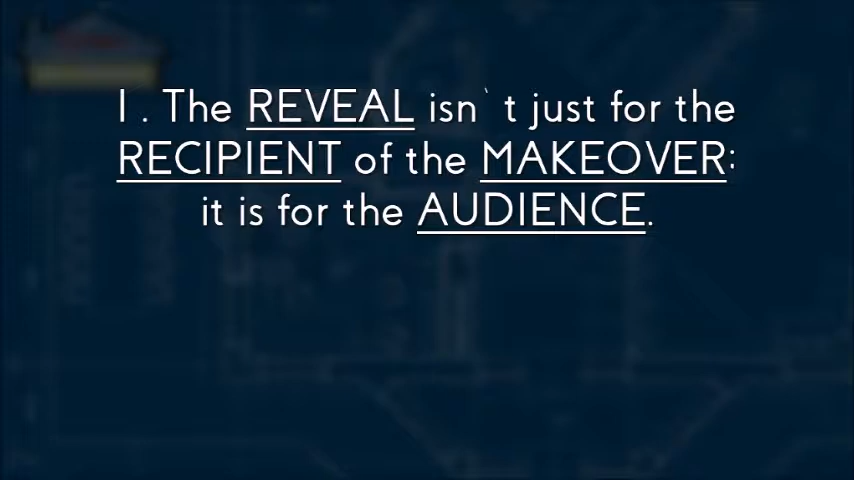 1. The REVEAL isn't just for the
RECIPIENT of the MAKEOVER:
it is for the AUDIENCE.